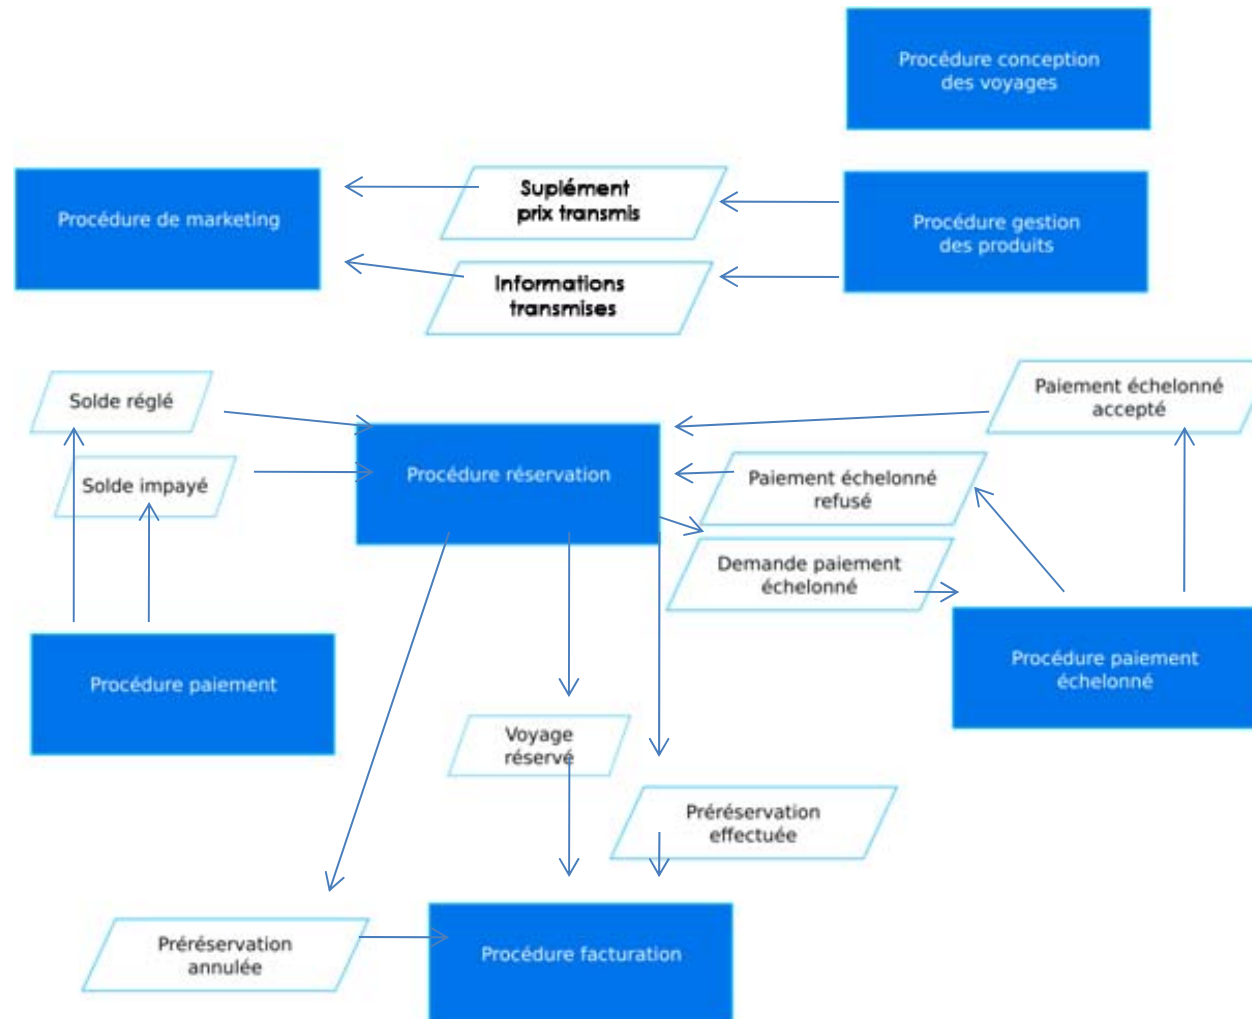 Procédure conception
des voyages
Procédure de marketing
Suplément
prix transmis
Procédure gestion
des produits
Informations
transmises
Solde réglé
Paiement échelonné
accepté
Solde impayé
Procédure réservation
Paiement échelonné
refusé
Demande paiement
échelonné
Procédure paiement
Procédure paiement
échelonné
Voyage
réservé
Préréservation
effectuée
Préréservation
annulée
Procédure facturation